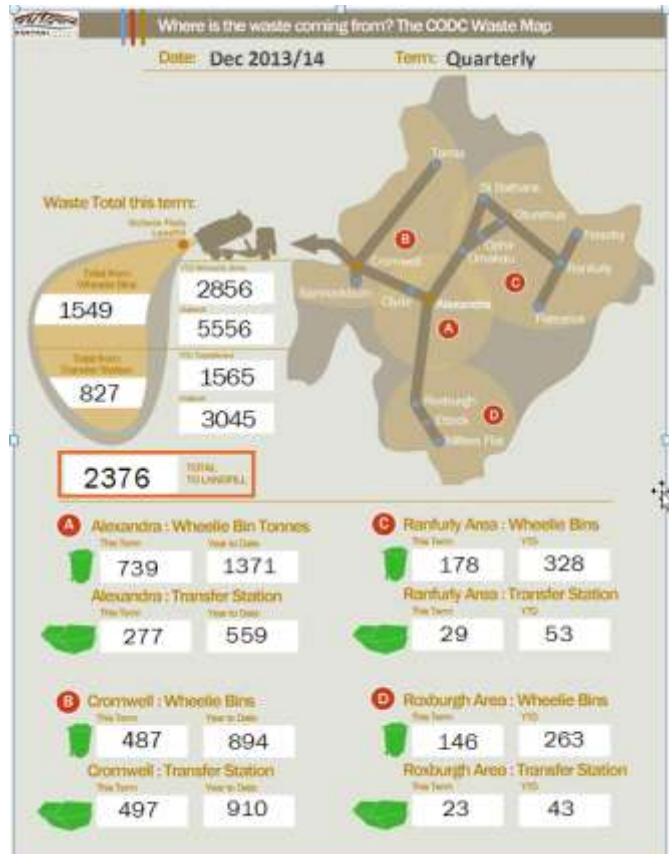 CENTRAL
Where is the waste coming from? The CODC Waste Map
Date: Dec 2013/14 Term: Quarterly
Waste Total this term:
Landfill
Total from
Wheelie Bins
1549
2856
5556
Total from
Transfer Station
827
1565
3045
2376
TOTAL
TO LANDFILL
Tarras
St Bathans
Oturehua
Ophir
Omakau
Ranfurly
Patearoa
B
C
Cromwell
Bannockburn
Clyde
Alexandra
A
Roxburgh
Ettrick
Millers Flat
D
A Alexandra : Wheelie Bin Tonnes
This Term Year to Date
739 1371
Alexandra : Transfer Station
This Term Year to Date
277 559
C Ranfurly Area : Wheelie Bins
This Term YTD
178 328
Ranfurly Area : Transfer Station
This Term YTD
29 53
B Cromwell : Wheelie Bins
This Term Year to Date
487 894
Cromwell : Transfer Station
This Term Year to Date
497 910
D Roxburgh Area : Wheelie Bins
This Term YTD
146 263
Roxburgh Area : Transfer Station
This Term YTD
23 43